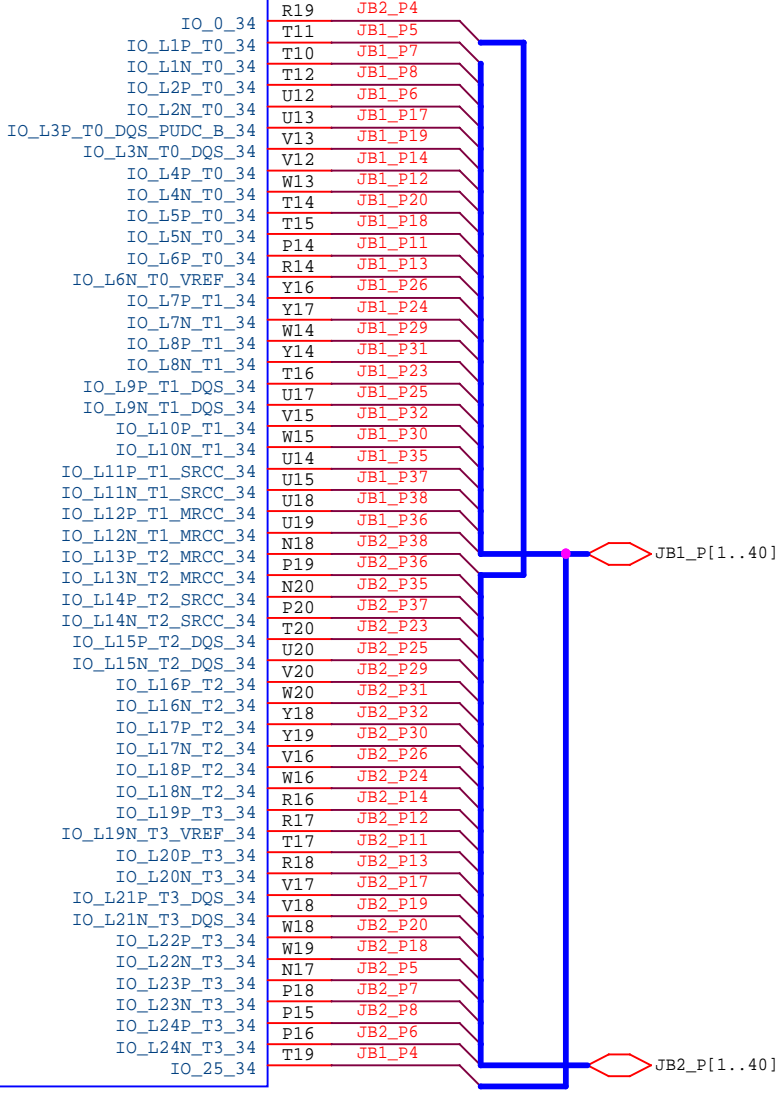 IO_0_34 R19 JB2_P4
IO_L1P_T0_34 T11 JB1_P5
IO_L1N_T0_34 T10 JB1_P7
IO_L2P_T0_34 T12 JB1_P8
IO_L2N_T0_34 U12 JB1_P6
IO_L3P_T0_DQS_PUDC_B_34 U13 JB1_P17
IO_L3N_T0_DQS_34 V13 JB1_P19
IO_L4P_T0_34 V12 JB1_P14
IO_L4N_T0_34 W13 JB1_P12
IO_L5P_T0_34 T14 JB1_P20
IO_L5N_T0_34 T15 JB1_P18
IO_L6P_T0_34 P14 JB1_P11
IO_L6N_T0_VREF_34 R14 JB1_P13
IO_L7P_T1_34 Y16 JB1_P26
IO_L7N_T1_34 Y17 JB1_P24
IO_L8P_T1_34 W14 JB1_P29
IO_L8N_T1_34 Y14 JB1_P31
IO_L9P_T1_DQS_34 T16 JB1_P23
IO_L9N_T1_DQS_34 U17 JB1_P25
IO_L10P_T1_34 V15 JB1_P32
IO_L10N_T1_34 W15 JB1_P30
IO_L11P_T1_SRCC_34 U14 JB1_P35
IO_L11N_T1_SRCC_34 U15 JB1_P37
IO_L12P_T1_MRCC_34 U18 JB1_P38
IO_L12N_T1_MRCC_34 U19 JB1_P36
IO_L13P_T2_MRCC_34 N18 JB2_P38
JB1_P[1..40]
IO_L13N_T2_MRCC_34 P19 JB2_P36
IO_L14P_T2_SRCC_34 N20 JB2_P35
IO_L14N_T2_SRCC_34 P20 JB2_P37
IO_L15P_T2_DQS_34 T20 JB2_P23
IO_L15N_T2_DQS_34 U20 JB2_P25
IO_L16P_T2_34 V20 JB2_P29
IO_L16N_T2_34 W20 JB2_P31
IO_L17P_T2_34 Y18 JB2_P32
IO_L17N_T2_34 Y19 JB2_P30
IO_L18P_T2_34 V16 JB2_P26
IO_L18N_T2_34 W16 JB2_P24
IO_L19P_T3_34 R16 JB2_P14
IO_L19N_T3_VREF_34 R17 JB2_P12
IO_L20P_T3_34 T17 JB2_P11
IO_L20N_T3_34 R18 JB2_P13
IO_L21P_T3_DQS_34 V17 JB2_P17
IO_L21N_T3_DQS_34 V18 JB2_P19
IO_L22P_T3_34 W18 JB2_P20
IO_L22N_T3_34 W19 JB2_P18
IO_L23P_T3_34 N17 JB2_P5
IO_L23N_T3_34 P18 JB2_P7
IO_L24P_T3_34 P15 JB2_P8
IO_L24N_T3_34 P16 JB2_P6
IO_25_34 T19 JB1_P4
JB2_P[1..40]